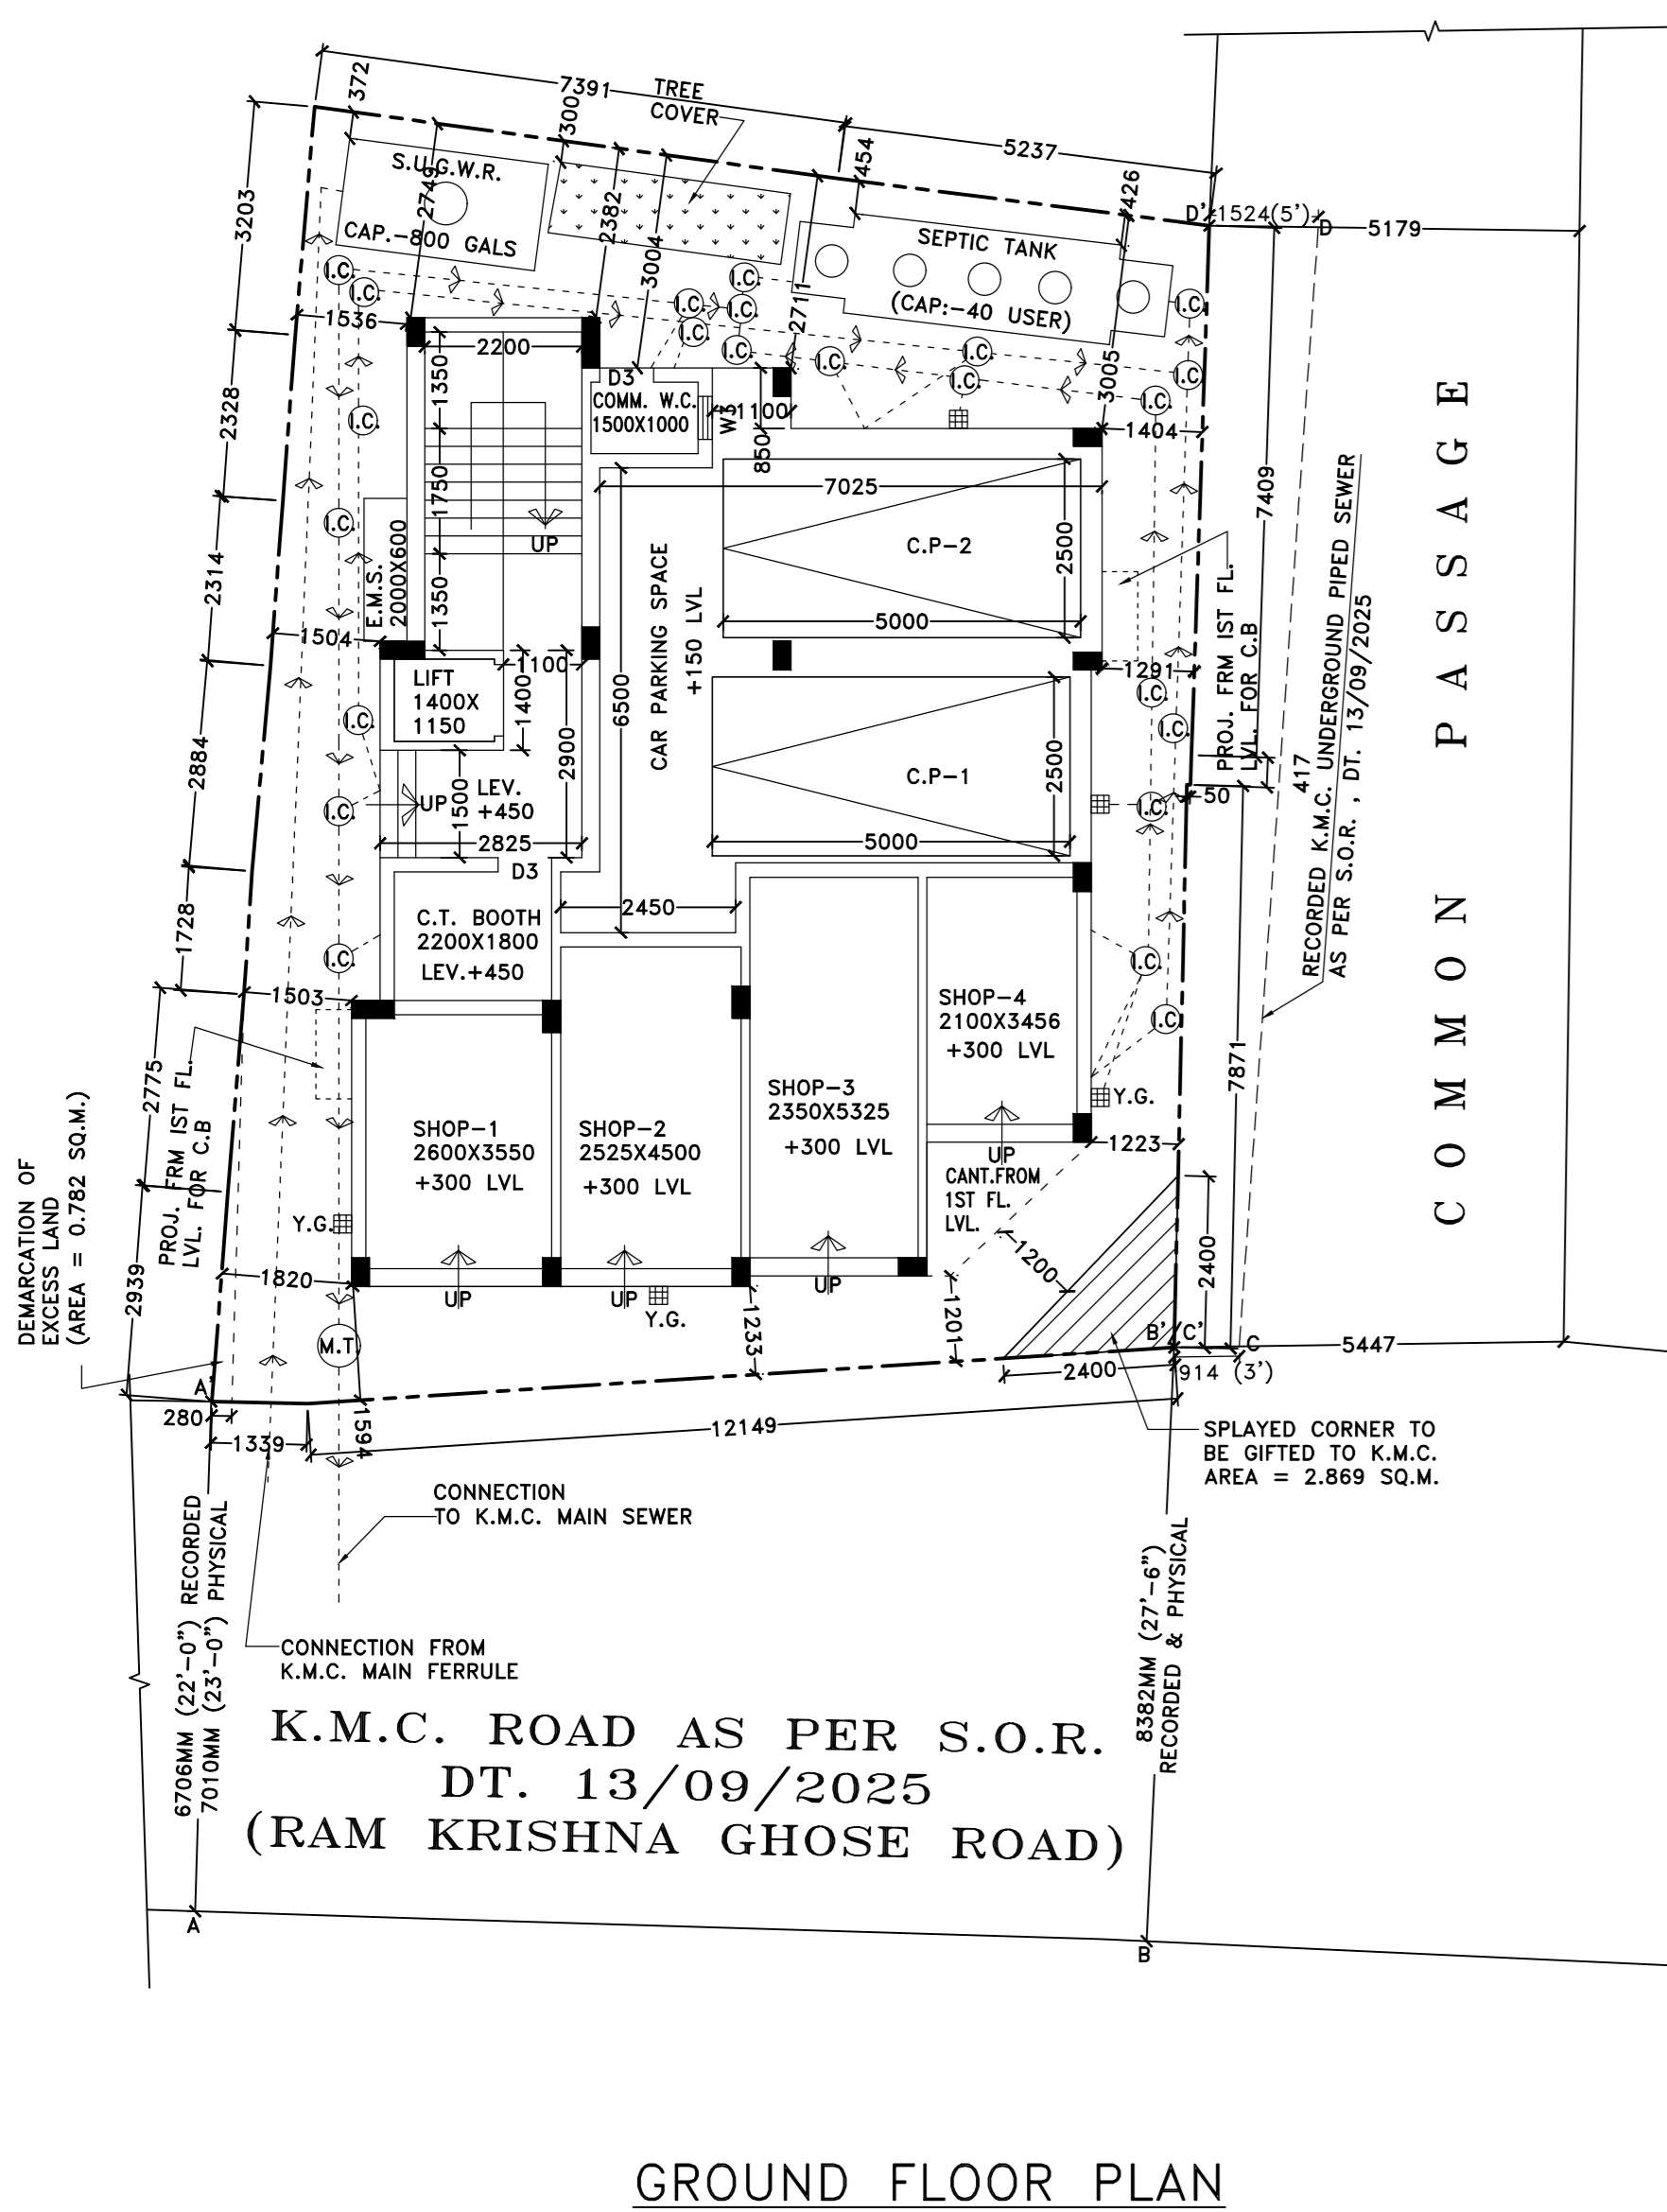 7391
TREE
COVER
372
300
5237
454
426
S.U.G.W.R.
CAP.-800 GALS
2749
2382
3004
2711
SEPTIC TANK
(CAP:-40 USER)
3005
D'
1524(5')
D
5179
3203
2328
2314
2884
1728
2775
2939
I.C.
I.C.
I.C.
I.C.
I.C.
I.C.
I.C.
I.C.
I.C.
I.C.
I.C.
I.C.
I.C.
I.C.
1536
2200
1350
1750
1350
D3
COMM. W.C.
1500X1000
W3
1100
850
1404
7025
I.C.
I.C.
E.M.S.
2000X600
UP
C.P-2
2500
5000
1504
1100
LIFT
1400X
1150
1400
2900
6500
CAR PARKING SPACE
+150 LVL
1291
I.C.
I.C.
I.C.
PROJ. FRM IST FL.
LVL. FOR C.B
7409
417
RECORDED K.M.C. UNDERGROUND PIPED SEWER
AS PER S.O.R. , DT. 13/09/2025
COMMON PASSAGE
C.P-1
2500
5000
I.C.
UP
1500
LEV.
+450
I.C.
50
2825
D3
C.T. BOOTH
2200X1800
LEV.+450
2450
I.C.
I.C.
I.C.
1503
SHOP-4
2100X3456
+300 LVL
SHOP-3
2350X5325
+300 LVL
SHOP-1
2600X3550
+300 LVL
SHOP-2
2525X4500
+300 LVL
Y.G.
7871
UP
1223
CANT.FROM
1ST FL.
LVL.
1200
2400
DEMARCATION OF
EXCESS LAND
(AREA = 0.782 SQ.M.)
PROJ. FRM IST FL.
LVL. FOR C.B
Y.G.
1820
UP
UP
Y.G.
UP
1233
1201
M.T.
B'/C'
C
5447
914 (3')
2400
A'
280
1339
1594
12149
SPLAYED CORNER TO
BE GIFTED TO K.M.C.
AREA = 2.869 SQ.M.
CONNECTION
TO K.M.C. MAIN SEWER
6706MM (22'-0") RECORDED
7010MM (23'-0") PHYSICAL
8382MM (27'-6")
RECORDED & PHYSICAL
CONNECTION FROM
K.M.C. MAIN FERRULE
K.M.C. ROAD AS PER S.O.R.
DT. 13/09/2025
(RAM KRISHNA GHOSE ROAD)
A
B
GROUND FLOOR PLAN